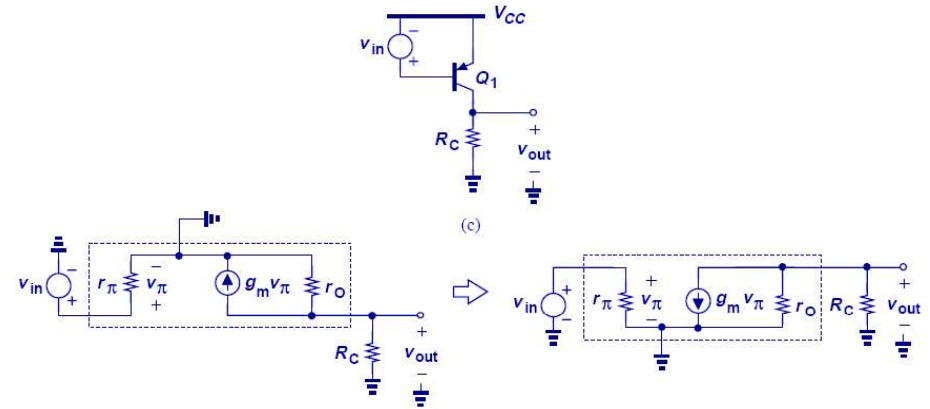 V_CC
v_in
−
+
Q_1
R_C
+
v_out
−
(c)
v_in
−
+
r_π
−
v_π
+
g_m v_π
r_O
R_C
+
v_out
−
v_in
+
−
r_π
+
v_π
−
g_m v_π
r_O
R_C
+
v_out
−